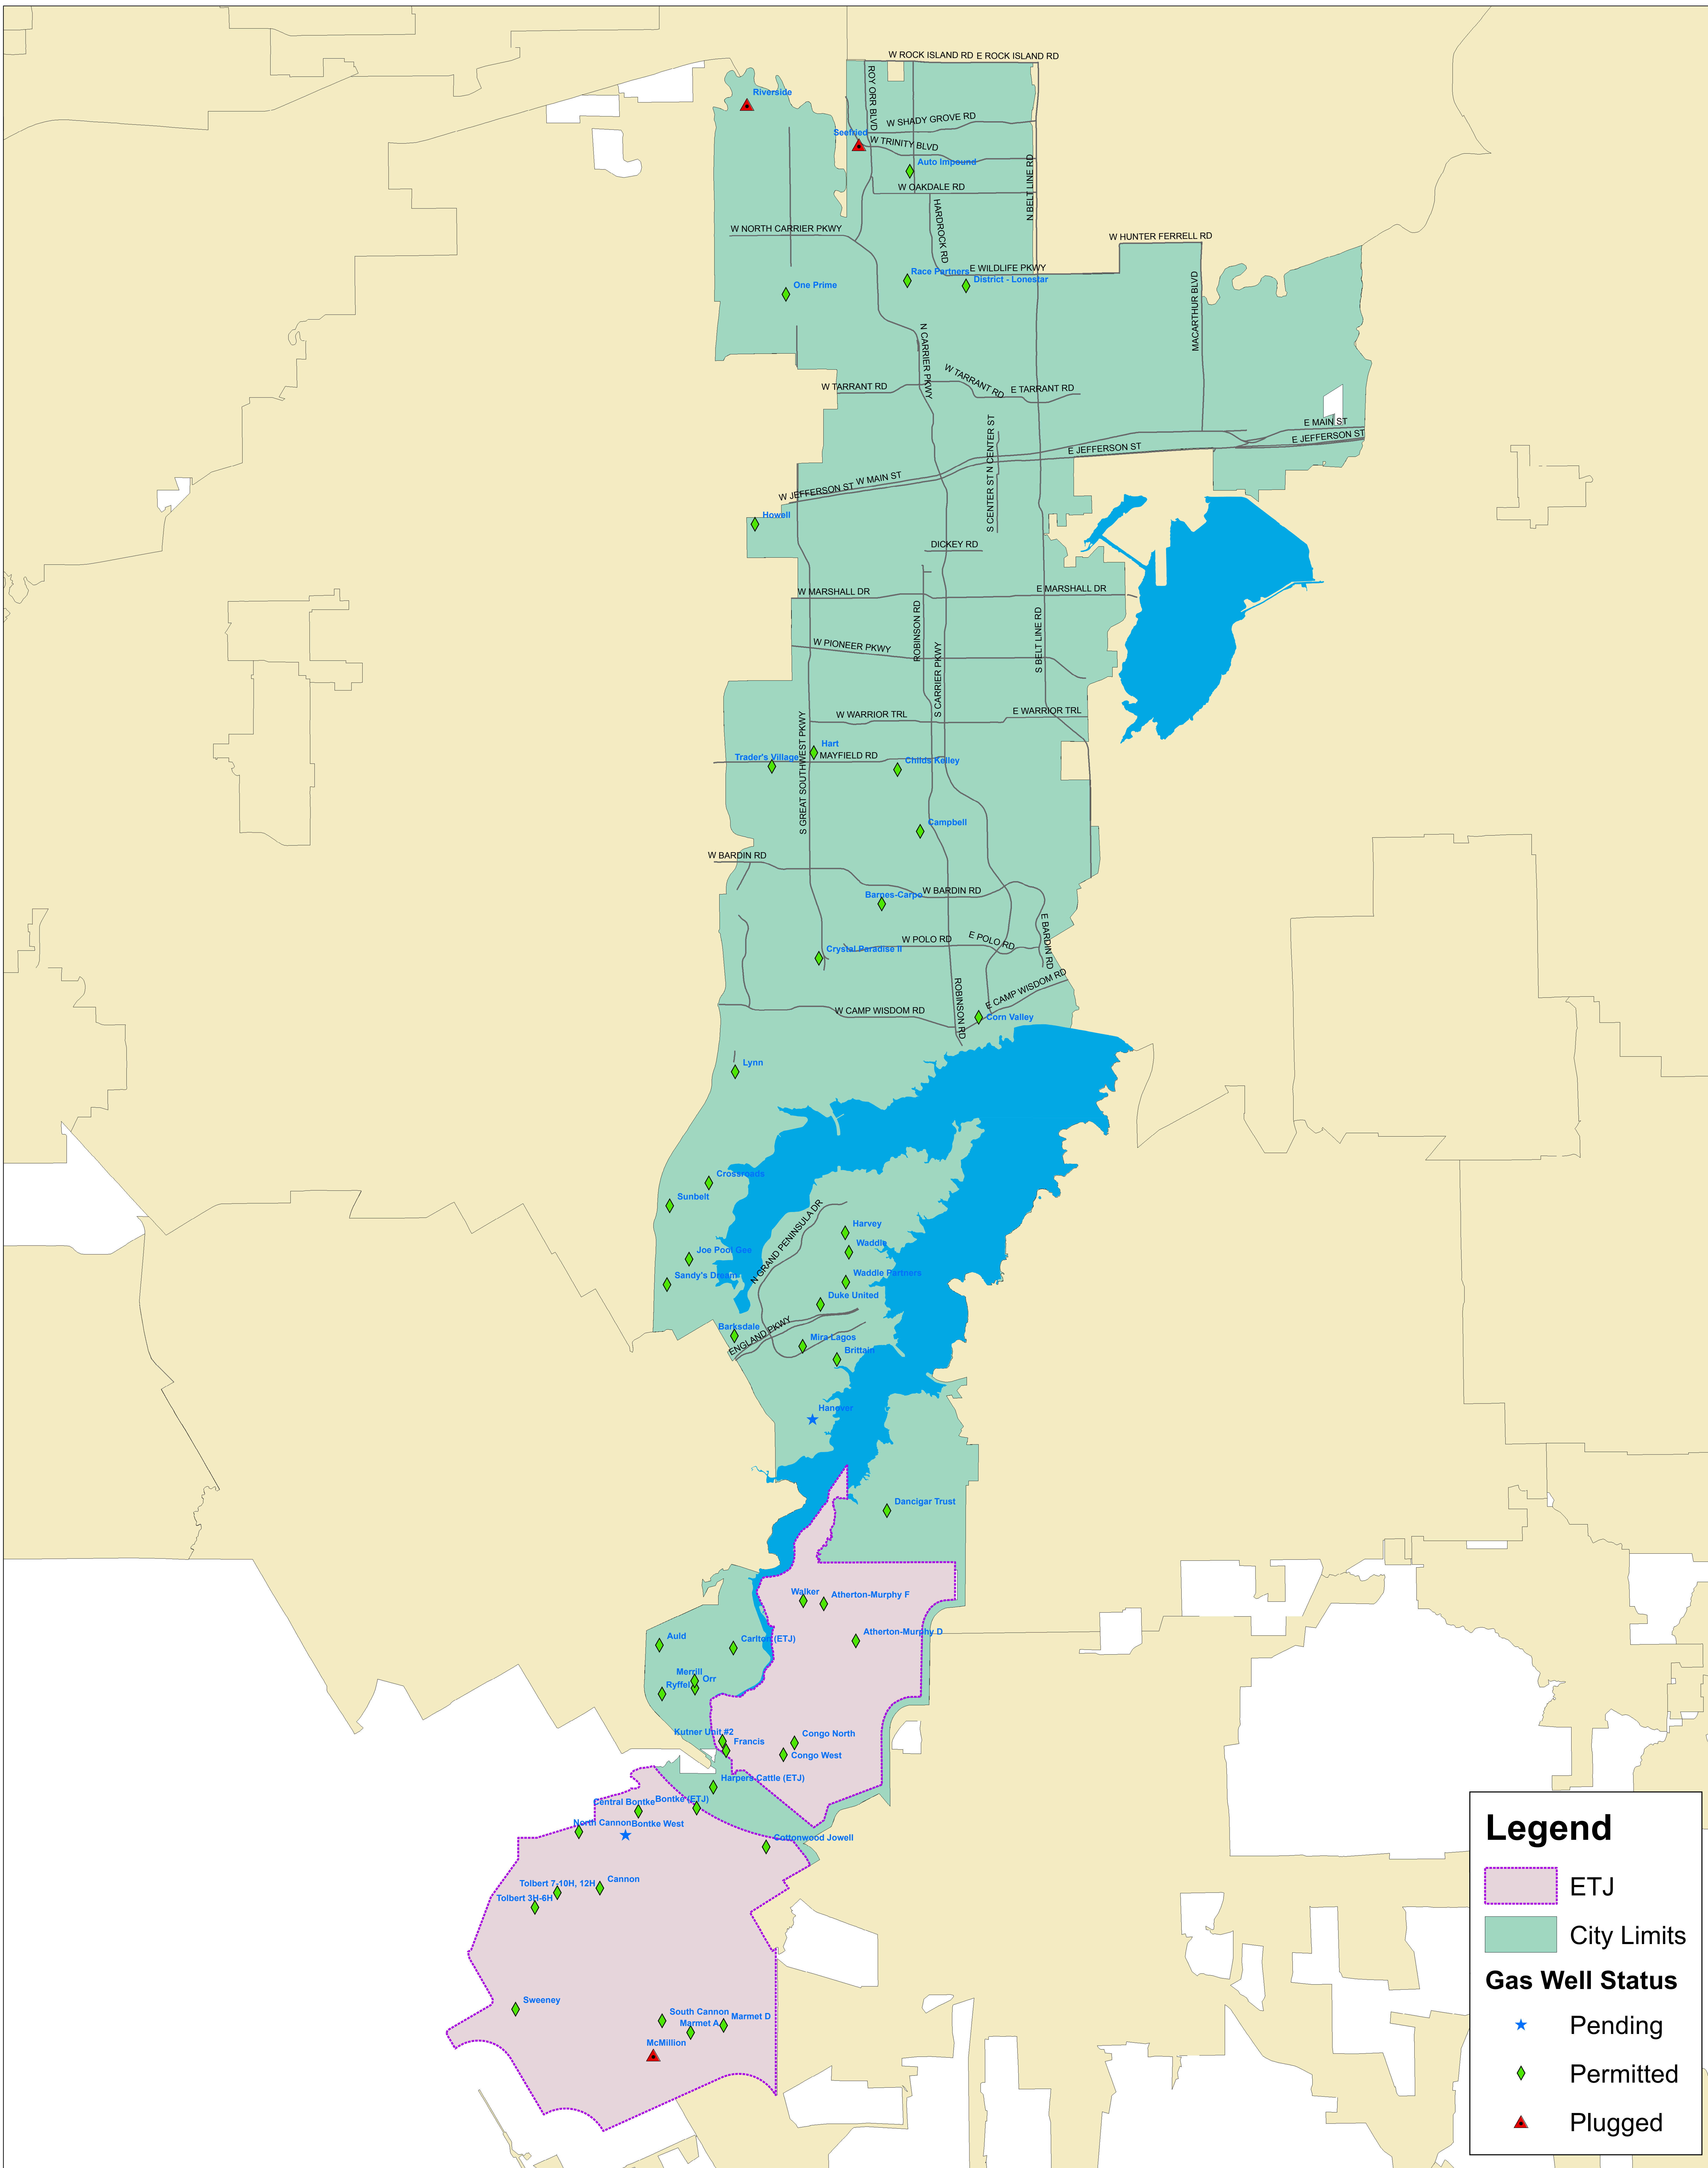 W ROCK ISLAND RD E ROCK ISLAND RD
ROY ORR BLVD
Riverside
W SHADY GROVE RD
Seefried
W TRINITY BLVD
Auto Impound
N BELT LINE RD
W OAKDALE RD
HARDROCK RD
W NORTH CARRIER PKWY
W HUNTER FERRELL RD
Race Partners
E WILDLIFE PKWY
District - Lonestar
One Prime
MACARTHUR BLVD
N CARRIER PKWY
W TARRANT RD
W TARRANT RD
E TARRANT RD
E MAIN ST
E JEFFERSON ST
N CENTER ST
E JEFFERSON ST
W MAIN ST
W JEFFERSON ST
S CENTER ST
Howell
DICKEY RD
W MARSHALL DR
E MARSHALL DR
ROBINSON RD
S BELT LINE RD
W PIONEER PKWY
S CARRIER PKWY
W WARRIOR TRL
E WARRIOR TRL
S GREAT SOUTHWEST PKWY
Hart
Trader's Village
MAYFIELD RD
Childs Kelley
Campbell
W BARDIN RD
W BARDIN RD
Barnes-Carpo
E BARDIN RD
W POLO RD
E POLO RD
Crystal Paradise II
E CAMP WISDOM RD
ROBINSON RD
W CAMP WISDOM RD
Corn Valley
Lynn
Crossroads
Sunbelt
N GRAND PENINSULA DR
Harvey
Waddle
Joe Pool Gee
Sandy's Dream
Waddle Partners
Duke United
Barksdale
ENGLAND PKWY
Mira Lagos
Brittain
Hanover
Dancigar Trust
Walker
Atherton-Murphy F
Auld
Carlton (ETJ)
Atherton-Murphy D
Merrill
Orr
Ryffel
Kutner Unit #2
Francis
Congo North
Congo West
Harpers Cattle (ETJ)
Central Bontke
Bontke (ETJ)
North Cannon
Bontke West
Cottonwood Jowell
Cannon
Tolbert 7-10H, 12H
Tolbert 3H-6H
Sweeney
South Cannon
Marmet A
Marmet D
McMillion
Legend
ETJ
City Limits
Gas Well Status
Pending
Permitted
Plugged